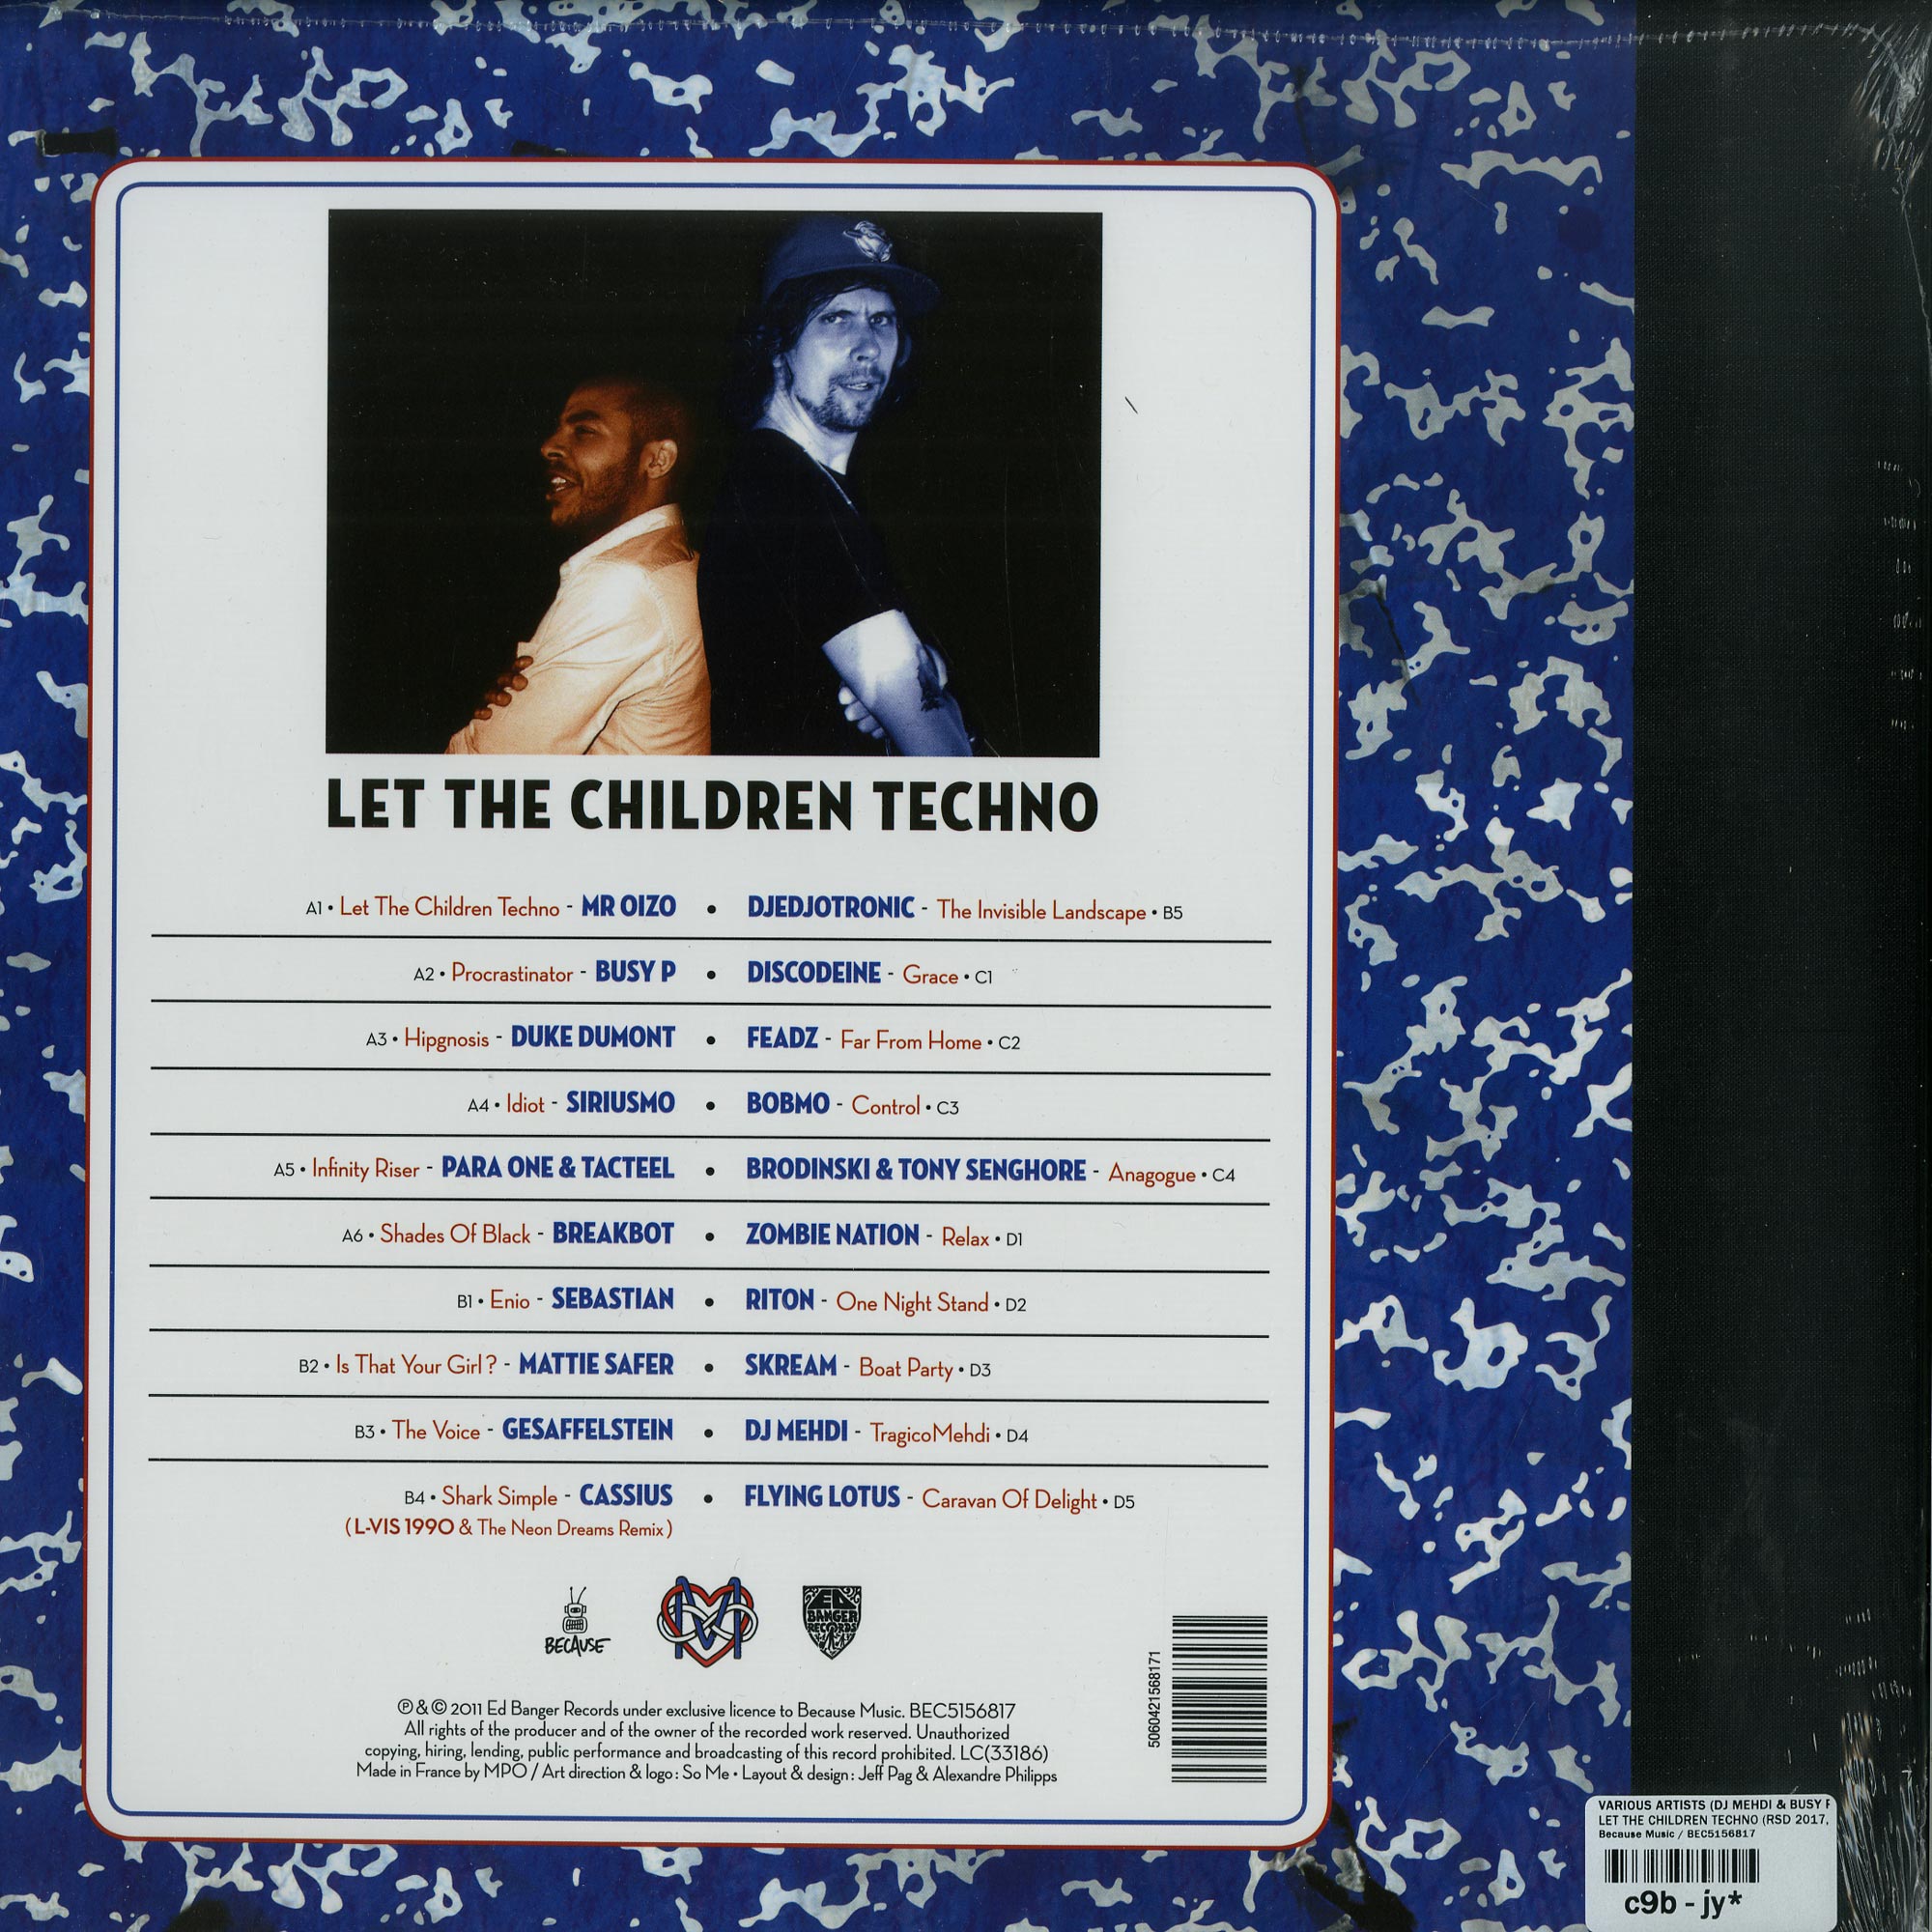 LET THE CHILDREN TECHNO
A1 • Let The Children Techno - MR OIZO • DJEDJOTRONIC - The Invisible Landscape • B5
A2 • Procrastinator - BUSY P • DISCODEINE - Grace • C1
A3 • Hipgnosis - DUKE DUMONT • FEADZ - Far From Home • C2
A4 • Idiot - SIRIUSMO • BOBMO - Control • C3
A5 • Infinity Riser - PARA ONE & TACTEEL • BRODINSKI & TONY SENGHORE - Anagogue • C4
A6 • Shades Of Black - BREAKBOT • ZOMBIE NATION - Relax • D1
B1 • Enio - SEBASTIAN • RITON - One Night Stand • D2
B2 • Is That Your Girl? - MATTIE SAFER • SKREAM - Boat Party • D3
B3 • The Voice - GESAFFELSTEIN • DJ MEHDI - TragicoMehdi • D4
B4 • Shark Simple - CASSIUS • FLYING LOTUS - Caravan Of Delight • D5
(L-VIS 1990 & The Neon Dreams Remix)
BECAUSE
M
ED
BANGER
RECORDS
5060421568171
℗ & © 2011 Ed Banger Records under exclusive licence to Because Music. BEC5156817
All rights of the producer and of the owner of the recorded work reserved. Unauthorized
copying, hiring, lending, public performance and broadcasting of this record prohibited. LC(33186)
Made in France by MPO / Art direction & logo: So Me • Layout & design: Jeff Pag & Alexandre Philipps
VARIOUS ARTISTS (DJ MEHDI & BUSY P
LET THE CHILDREN TECHNO (RSD 2017,
Because Music / BEC5156817
c9b - jy*